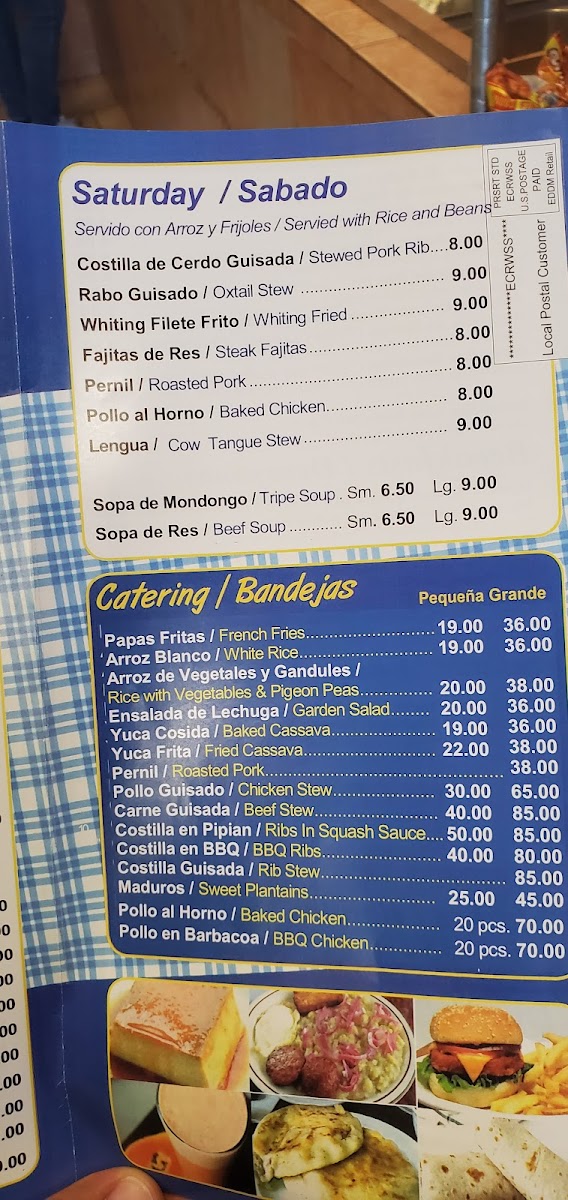 Saturday / Sabado
Servido con Arroz y Frijoles / Servied with Rice and Beans
Costilla de Cerdo Guisada / Stewed Pork Rib....8.00
Rabo Guisado / Oxtail Stew ............................ 9.00
Whiting Filete Frito / Whiting Fried .................. 9.00
Fajitas de Res / Steak Fajitas............................8.00
Pernil / Roasted Pork........................................ 8.00
Pollo al Horno / Baked Chicken........................ 8.00
Lengua / Cow Tangue Stew............................ 9.00
Sopa de Mondongo / Tripe Soup . Sm. 6.50 Lg. 9.00
Sopa de Res / Beef Soup ............ Sm. 6.50 Lg. 9.00
PRSRT STD
ECRWSS
U.S POSTAGE
PAID
EDDM Retail
**************ECRWSS****
Local Postal Customer
Catering / Bandejas
Pequeña Grande
Papas Fritas / French Fries......................... 19.00 36.00
Arroz Blanco / White Rice........................... 19.00 36.00
Arroz de Vegetales y Gandules /
Rice with Vegetables & Pigeon Peas.............. 20.00 38.00
Ensalada de Lechuga / Garden Salad....... 20.00 36.00
Yuca Cosida / Baked Cassava.................... 19.00 36.00
Yuca Frita / Fried Cassava......................... 22.00 38.00
Pernil / Roasted Pork ............................................. 38.00
Pollo Guisado / Chicken Stew.................... 30.00 65.00
Carne Guisada / Beef Stew....................... 40.00 85.00
Costilla en Pipian / Ribs In Squash Sauce.... 50.00 85.00
Costilla en BBQ / BBQ Ribs....................... 40.00 80.00
Costilla Guisada / Rib Stew.................................... 85.00
Maduros / Sweet Plantains......................... 25.00 45.00
Pollo al Horno / Baked Chicken.................. 20 pcs. 70.00
Pollo en Barbacoa / BBQ Chicken.............. 20 pcs. 70.00